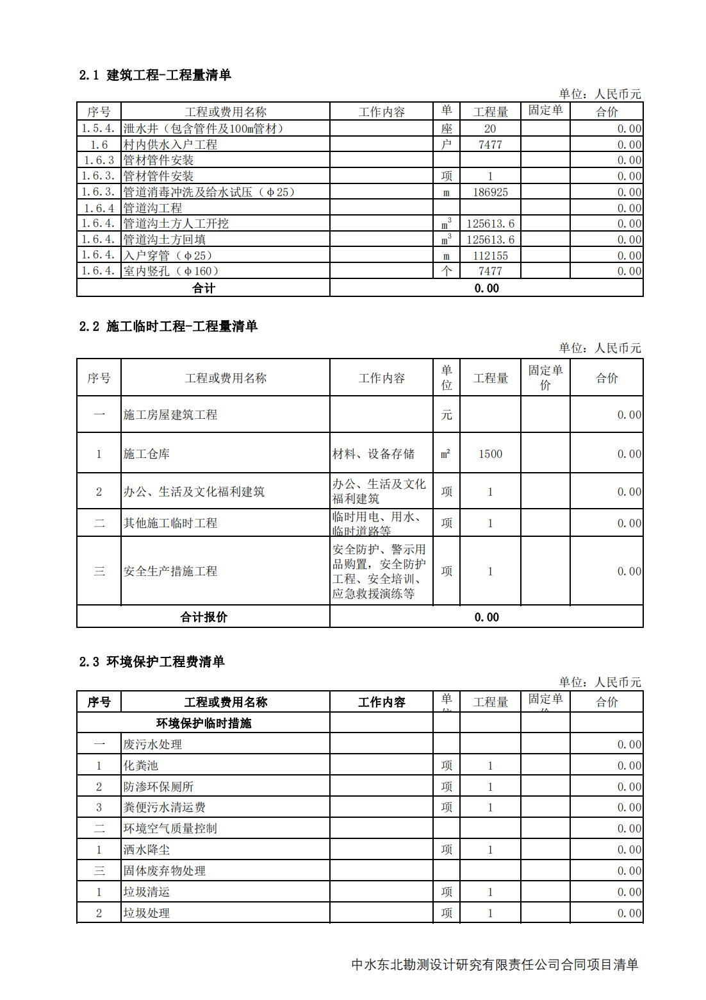 2.1 建筑工程-工程量清单
单位：人民币元
序号 工程或费用名称 工作内容 单 工程量 固定单 合价
1.5.4. 泄水井（包含管件及100m管材） 座 20 0.00
1.6 村内供水入户工程 户 7477 0.00
1.6.3 管材管件安装 0.00
1.6.3. 管材管件安装 项 1 0.00
1.6.3. 管道消毒冲洗及给水试压（φ25） m 186925 0.00
1.6.4 管道沟工程 0.00
1.6.4. 管道沟土方人工开挖 m³ 125613.6 0.00
1.6.4. 管道沟土方回填 m³ 125613.6 0.00
1.6.4. 入户穿管（φ25） m 112155 0.00
1.6.4. 室内竖孔（φ160） 个 7477 0.00
合计 0.00
2.2 施工临时工程-工程量清单
单位：人民币元
序号 工程或费用名称 工作内容 单位 工程量 固定单价 合价
一 施工房屋建筑工程 元 0.00
1 施工仓库 材料、设备存储 m² 1500 0.00
2 办公、生活及文化福利建筑 办公、生活及文化福利建筑 项 1 0.00
二 其他施工临时工程 临时用电、用水、临时道路等 项 1 0.00
三 安全生产措施工程 安全防护、警示用品购置，安全防护工程、安全培训、应急救援演练等 项 1 0.00
合计报价 0.00
2.3 环境保护工程费清单
单位：人民币元
序号 工程或费用名称 工作内容 单 工程量 固定单 合价
环境保护临时措施
一 废污水处理 0.00
1 化粪池 项 1 0.00
2 防渗环保厕所 项 1 0.00
3 粪便污水清运费 项 1 0.00
二 环境空气质量控制 0.00
1 洒水降尘 项 1 0.00
三 固体废弃物处理 0.00
1 垃圾清运 项 1 0.00
2 垃圾处理 项 1 0.00
中水东北勘测设计研究有限责任公司合同项目清单